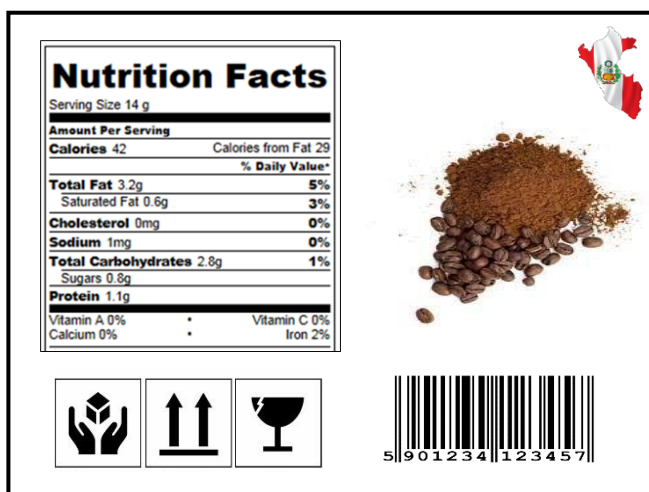 Nutrition Facts
Serving Size 14 g
Amount Per Serving
Calories 42 Calories from Fat 29
% Daily Value*
Total Fat 3.2g 5%
Saturated Fat 0.6g 3%
Cholesterol 0mg 0%
Sodium 1mg 0%
Total Carbohydrates 2.8g 1%
Sugars 0.8g
Protein 1.1g
Vitamin A 0% • Vitamin C 0%
Calcium 0% • Iron 2%
5 901234 123457